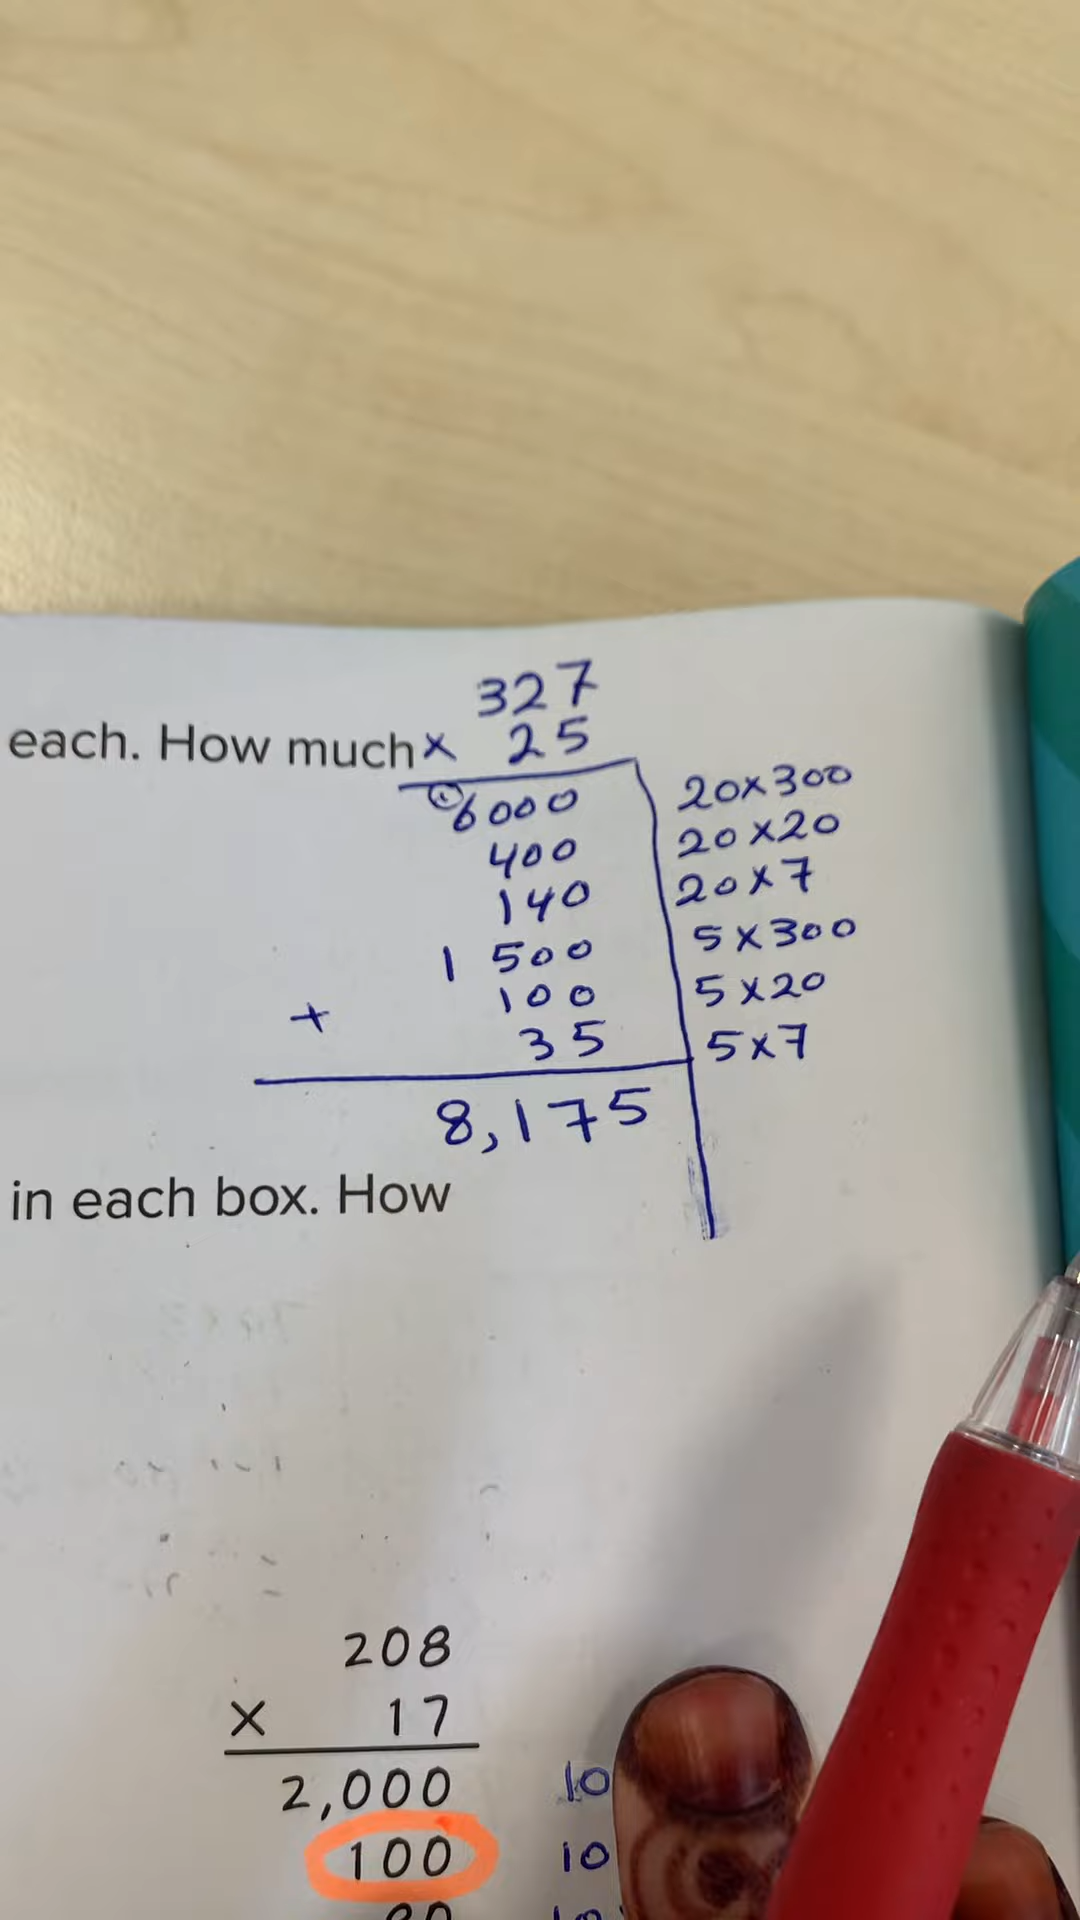 327
each. How much × 25
6000 20×300
400 20×20
140 20×7
1 500 5×300
100 5×20
+ 35 5×7
8,175
in each box. How
208
× 17
2,000 10
100 10